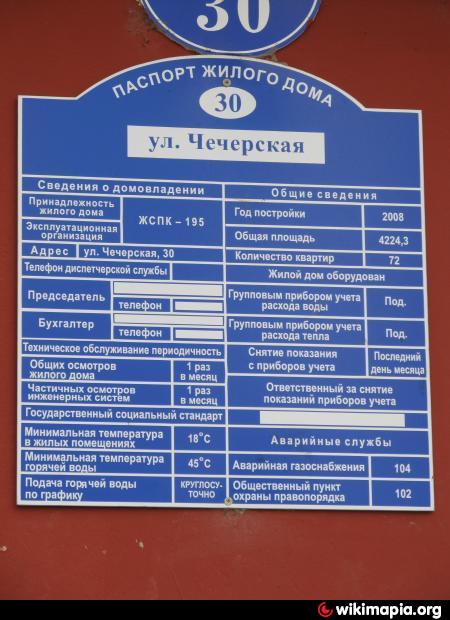 30
ПАСПОРТ ЖИЛОГО ДОМА
30
ул. Чечерская
Сведения о домовладении
Принадлежность
жилого дома
Эксплуатационная
организация
ЖСПК – 195
Адрес
ул. Чечерская, 30
Телефон диспетчерской службы
Председатель
телефон
Бухгалтер
телефон
Техническое обслуживание периодичность
Общих осмотров
жилого дома
1 раз
в месяц
Частичных осмотров
инженерных систем
1 раз
в месяц
Государственный социальный стандарт
Минимальная температура
в жилых помещениях
18°С
Минимальная температура
горячей воды
45°С
Подача горячей воды
по графику
КРУГЛОСУ-
ТОЧНО
Общие сведения
Год постройки
2008
Общая площадь
4224,3
Количество квартир
72
Жилой дом оборудован
Групповым прибором учета
расхода воды
Под.
Групповым прибором учета
расхода тепла
Под.
Снятие показания
с приборов учета
Последний
день месяца
Ответственный за снятие
показаний приборов учета
Аварийные службы
Аварийная газоснабжения
104
Общественный пункт
охраны правопорядка
102
wikimapia.org